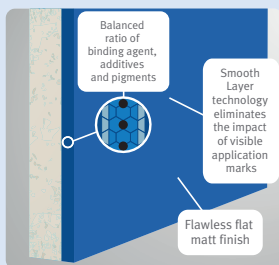 Balanced
ratio of
binding agent,
additives
and pigments
Smooth
Layer
technology
eliminates
the impact
of visible
application
marks
Flawless flat
matt finish